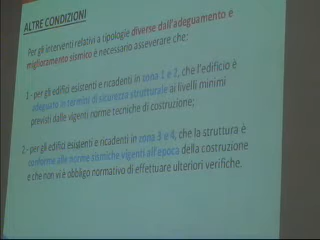 ALTRE CONDIZIONI
Per gli interventi relativi a tipologie diverse dall'adeguamento e
miglioramento sismico è necessario asseverare che:
1 - per gli edifici esistenti e ricadenti in zona 1 e 2, che l'edificio è
adeguato in termini di sicurezza strutturale ai livelli minimi
previsti dalle vigenti norme tecniche di costruzione;
2 - per gli edifici esistenti e ricadenti in zona 3 e 4, che la struttura è
conforme alle norme sismiche vigenti all'epoca della costruzione
e che non vi è obbligo normativo di effettuare ulteriori verifiche.